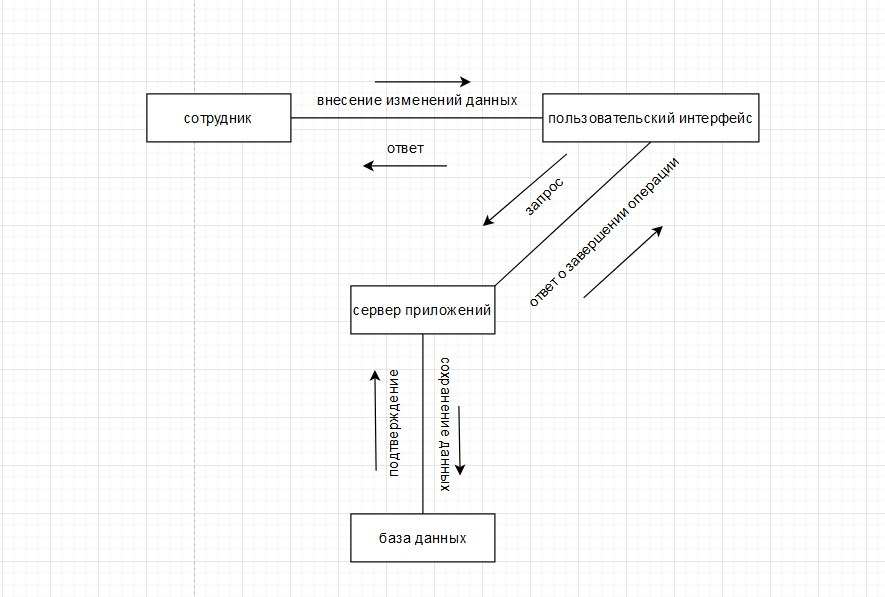 внесение изменений данных
сотрудник
пользовательский интерфейс
ответ
запрос
ответ о завершении операции
сервер приложений
подтверждение
сохранение данных
база данных